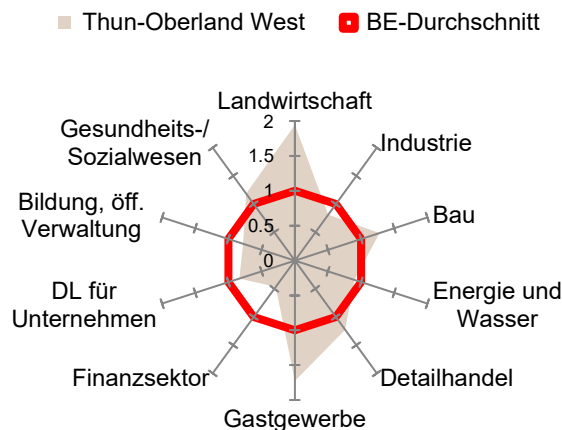 Thun-Oberland West
BE-Durchschnitt
Landwirtschaft
Gesundheits-/
Sozialwesen
Industrie
Bildung, öff.
Verwaltung
Bau
DL für
Unternehmen
Energie und
Wasser
Finanzsektor
Detailhandel
Gastgewerbe
2
1.5
1
0.5
0